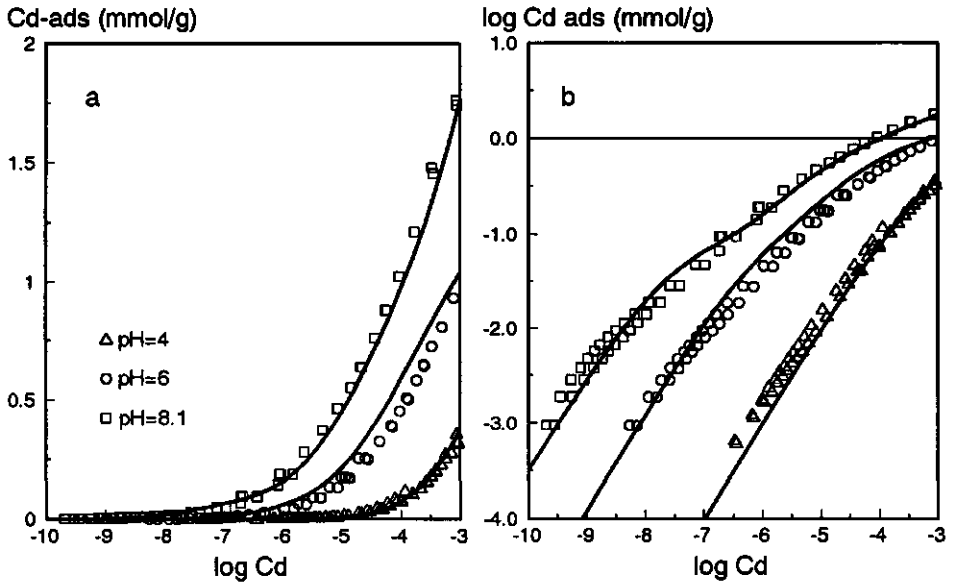 Cd-ads (mmol/g)
2
1.5
1
0.5
0
a
△ pH=4
○ pH=6
□ pH=8.1
-10 -9 -8 -7 -6 -5 -4 -3
log Cd
log Cd ads (mmol/g)
b
0.0
-1.0
-2.0
-3.0
-4.0
-10 -9 -8 -7 -6 -5 -4 -3
log Cd